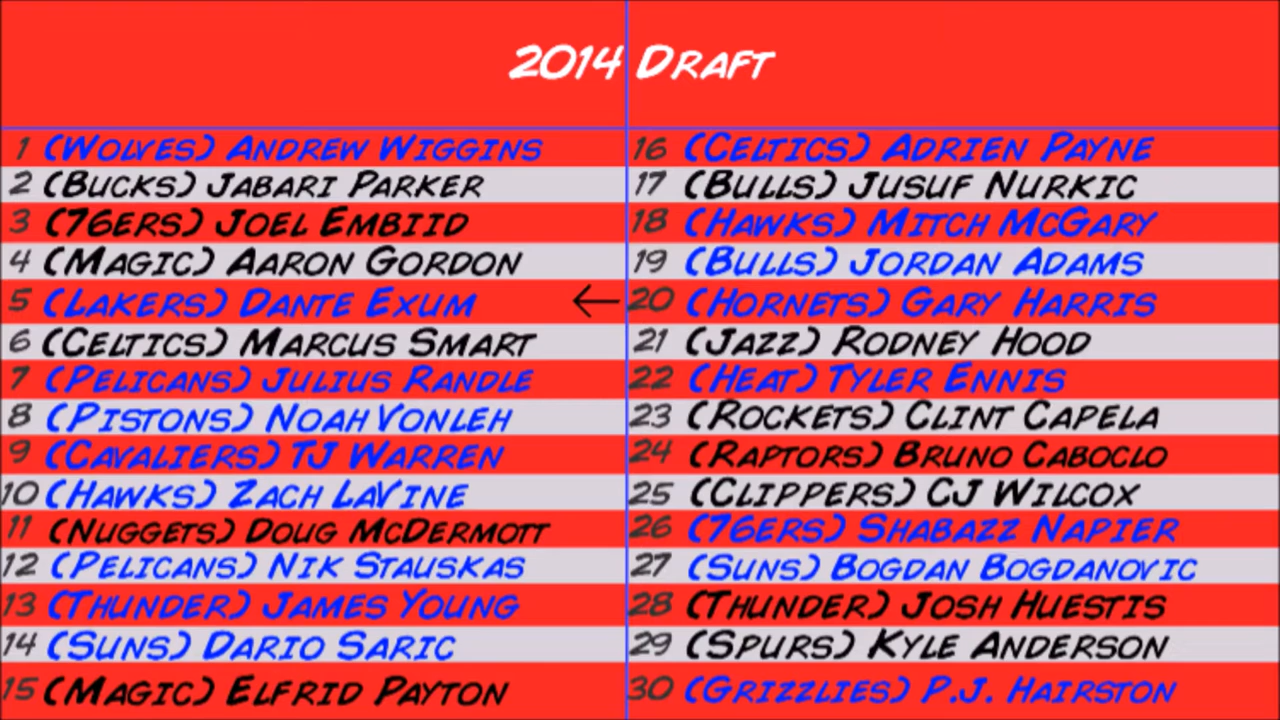 2014 Draft
1 (Wolves) Andrew Wiggins
2 (Bucks) Jabari Parker
3 (76ers) Joel Embiid
4 (Magic) Aaron Gordon
5 (Lakers) Dante Exum
6 (Celtics) Marcus Smart
7 (Pelicans) Julius Randle
8 (Pistons) Noah Vonleh
9 (Cavaliers) TJ Warren
10 (Hawks) Zach LaVine
11 (Nuggets) Doug McDermott
12 (Pelicans) Nik Stauskas
13 (Thunder) James Young
14 (Suns) Dario Saric
15 (Magic) Elfrid Payton
16 (Celtics) Adrien Payne
17 (Bulls) Jusuf Nurkic
18 (Hawks) Mitch McGary
19 (Bulls) Jordan Adams
← 20 (Hornets) Gary Harris
21 (Jazz) Rodney Hood
22 (Heat) Tyler Ennis
23 (Rockets) Clint Capela
24 (Raptors) Bruno Caboclo
25 (Clippers) CJ Wilcox
26 (76ers) Shabazz Napier
27 (Suns) Bogdan Bogdanovic
28 (Thunder) Josh Huestis
29 (Spurs) Kyle Anderson
30 (Grizzlies) P.J. Hairston